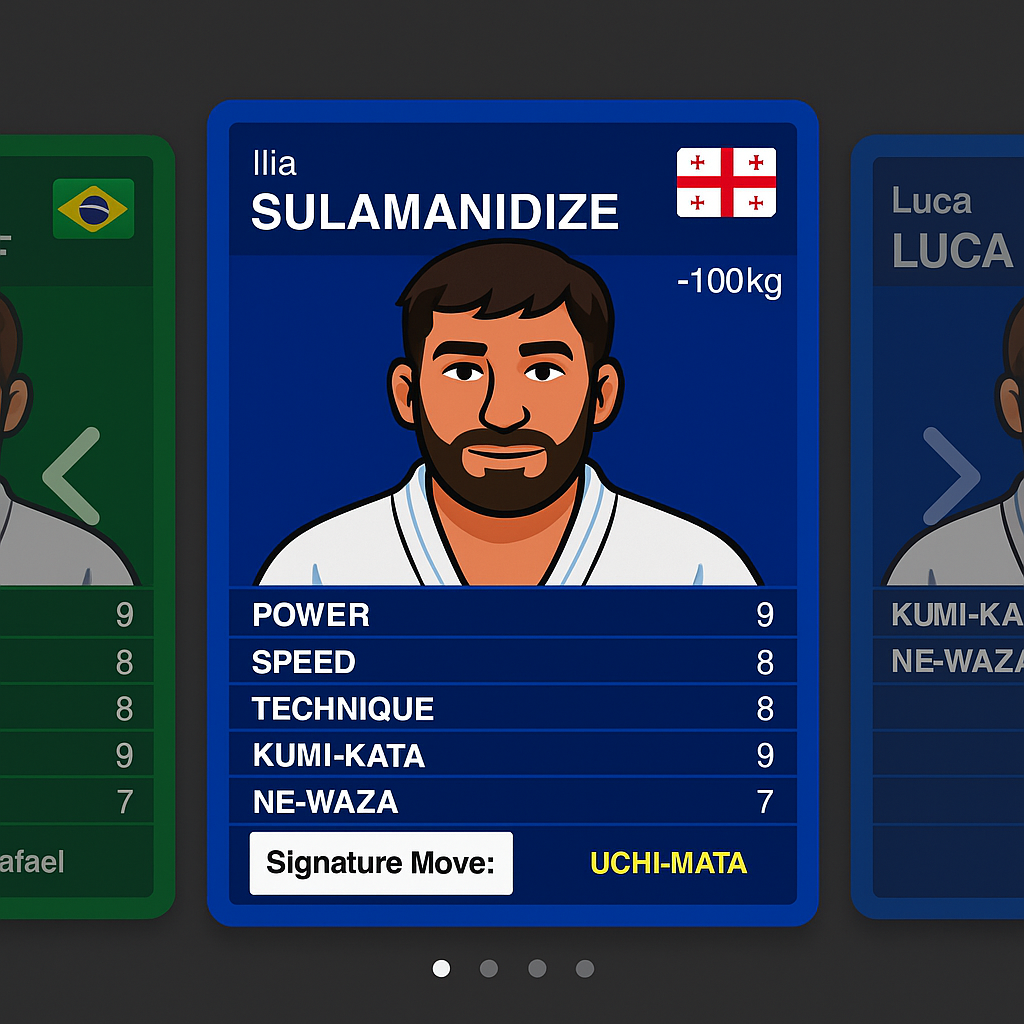 Ilia
SULAMANIDIZE
-100kg
POWER 9
SPEED 8
TECHNIQUE 8
KUMI-KATA 9
NE-WAZA 7
Signature Move: UCHI-MATA
F
9
8
8
9
7
afael
Luca
LUCA
KUMI-KA
NE-WAZA